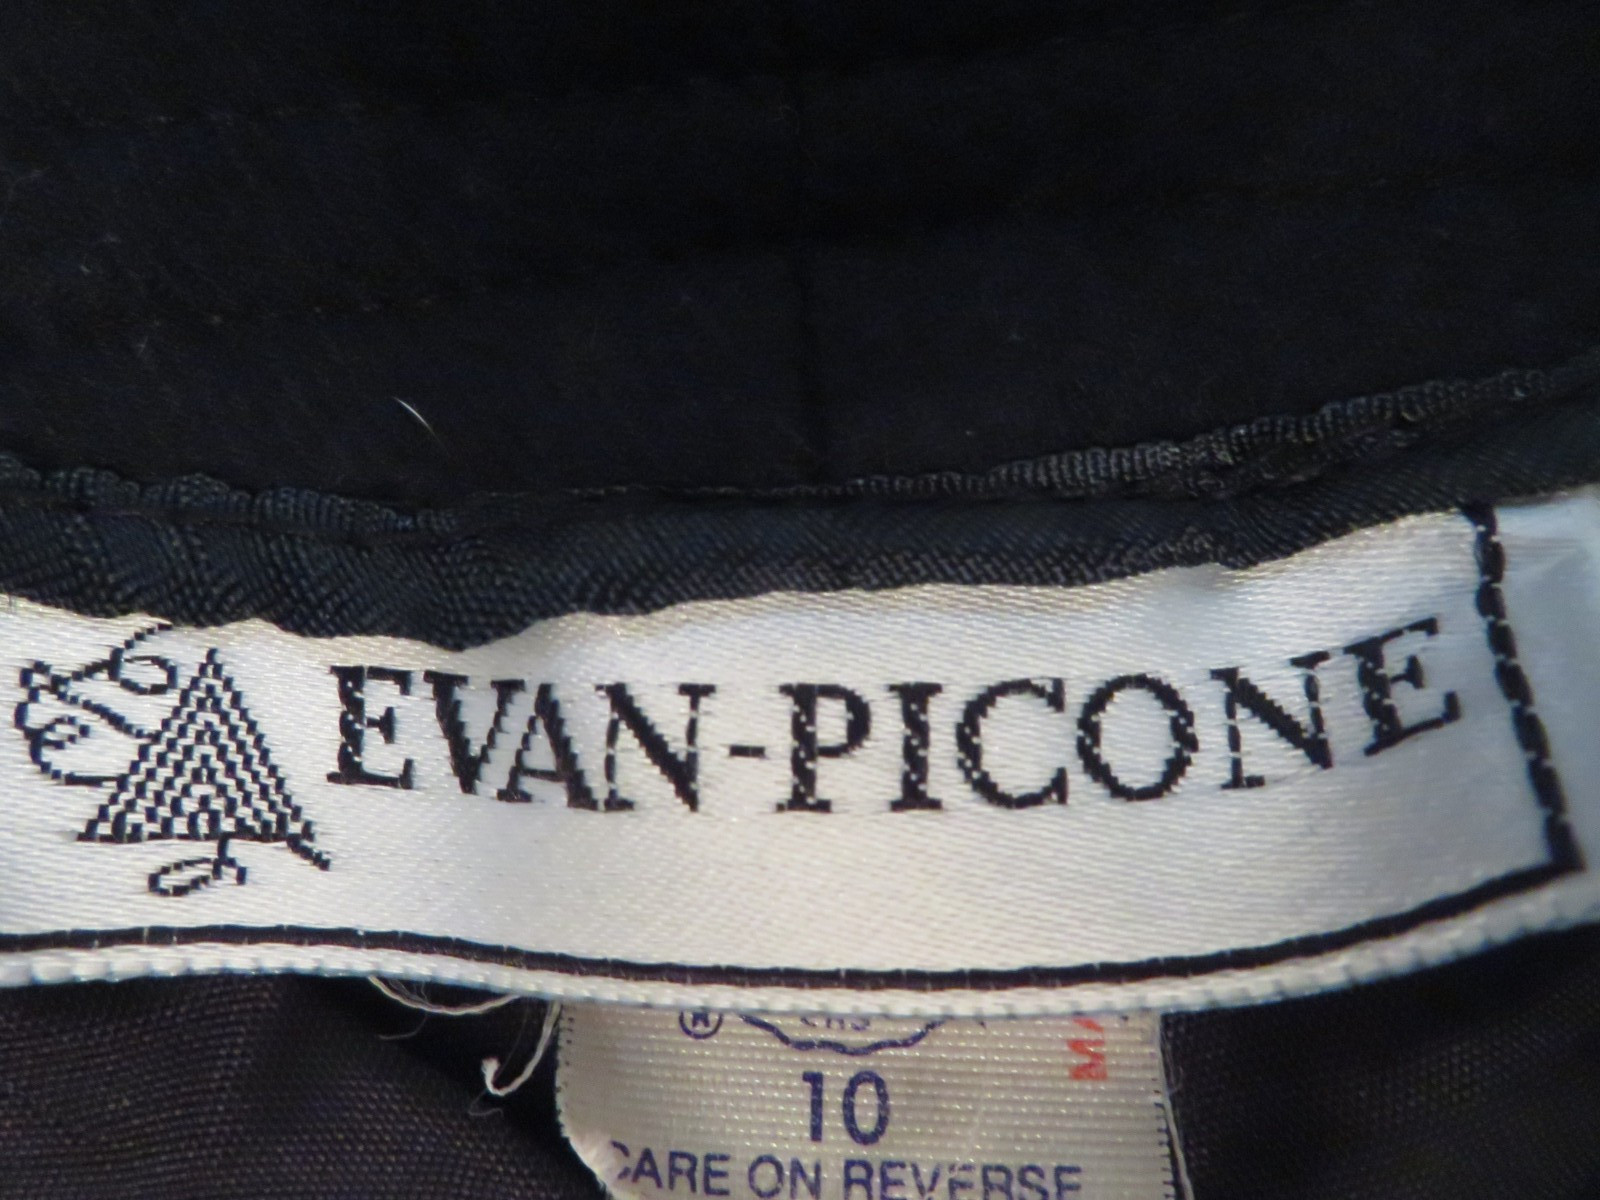 EVAN-PICONE
®
10
CARE ON REVERSE